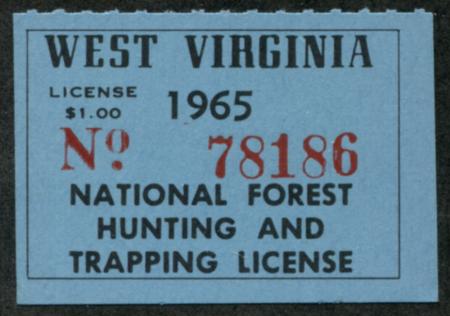 WEST VIRGINIA
LICENSE
$1.00
1965
Nº 78186
NATIONAL FOREST
HUNTING AND
TRAPPING LICENSE